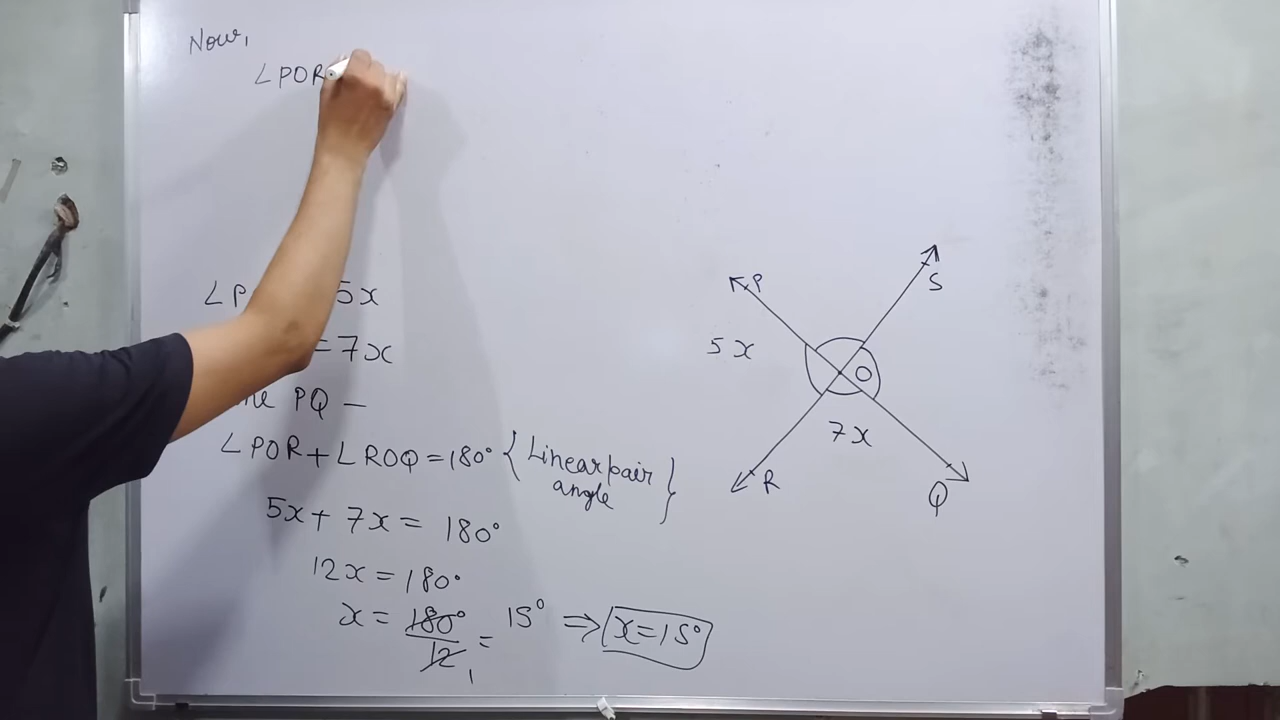 Now,
∠POR
5x
=7x
PQ —
∠POR+∠ROQ=180° {Linear pair angle}
5x+7x=180°
12x=180°
x=180°/12 1=15° ⇒ x=15°
P
S
5x
O
7x
R
Q